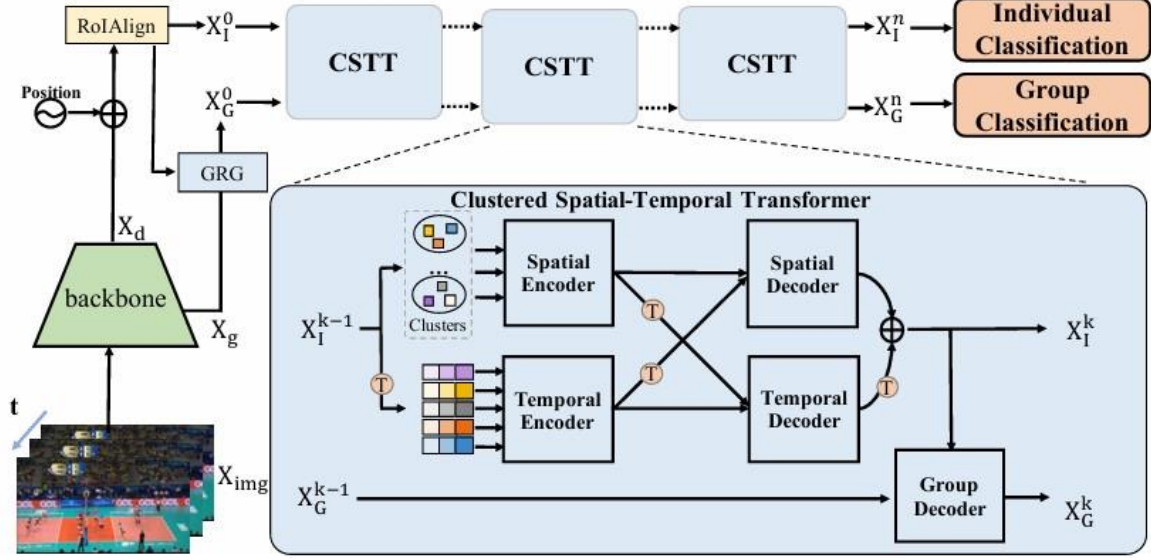 RoIAlign
X_I^0
CSTT
CSTT
CSTT
X_I^n
Individual
Classification
Position
X_G^0
X_G^n
Group
Classification
GRG
Clustered Spatial-Temporal Transformer
X_d
backbone
X_g
Spatial
Encoder
Spatial
Decoder
...
Clusters
T
X_I^{k-1}
X_I^k
T
T
T
Temporal
Encoder
Temporal
Decoder
t
X_img
X_G^{k-1}
Group
Decoder
X_G^k